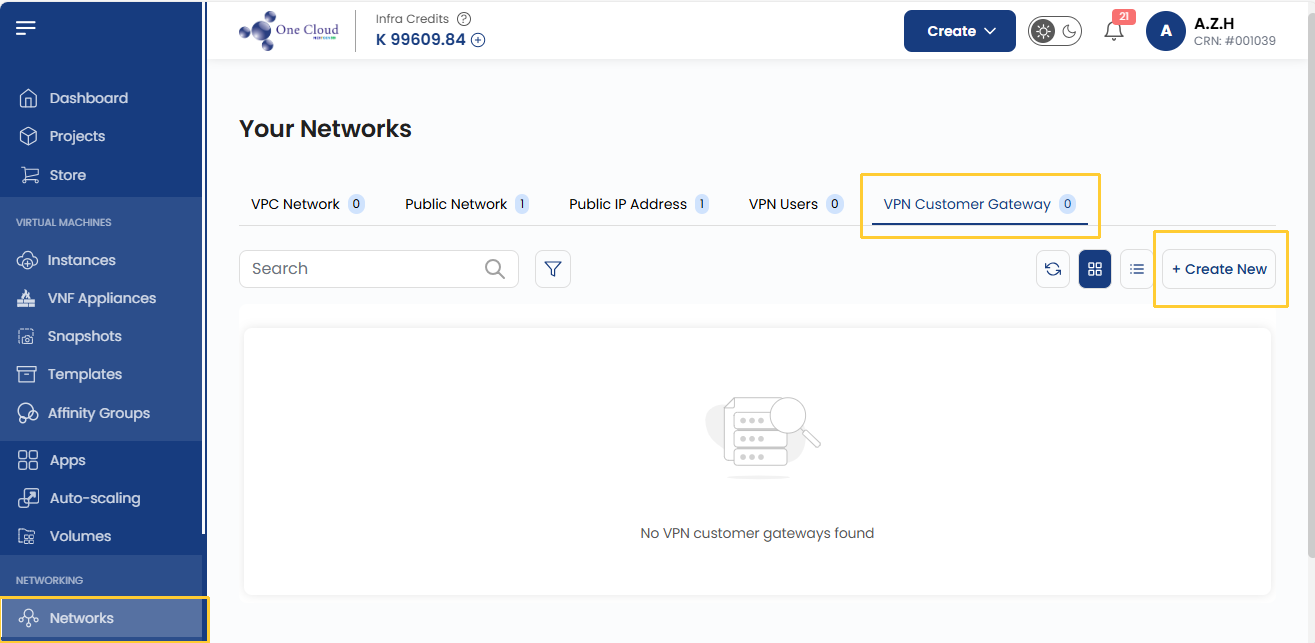 One Cloud
Infra Credits
K 99609.84
Create
21
A
A.Z.H
CRN: #001039
Dashboard
Projects
Store
VIRTUAL MACHINES
Instances
VNF Appliances
Snapshots
Templates
Affinity Groups
Apps
Auto-scaling
Volumes
NETWORKING
Networks
Your Networks
VPC Network 0
Public Network 1
Public IP Address 1
VPN Users 0
VPN Customer Gateway 0
Search
+ Create New
No VPN customer gateways found